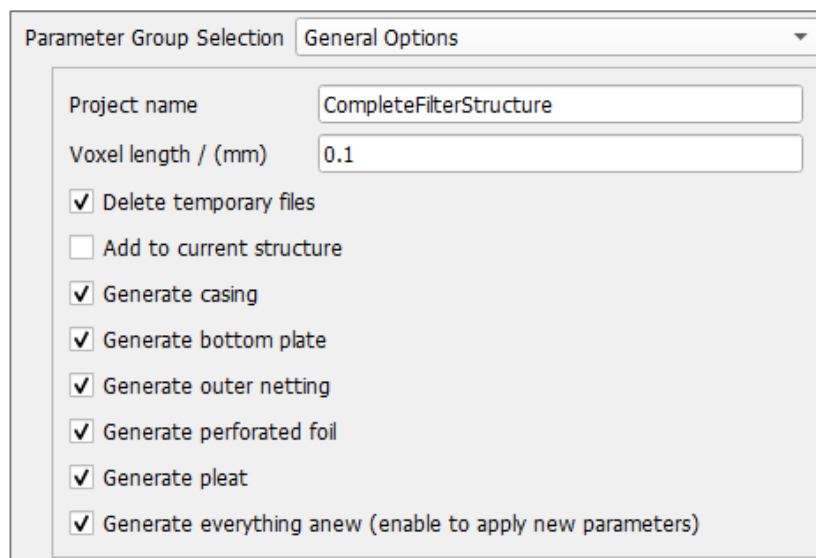 Parameter Group Selection General Options
Project name CompleteFilterStructure
Voxel length / (mm) 0.1
Delete temporary files
Add to current structure
Generate casing
Generate bottom plate
Generate outer netting
Generate perforated foil
Generate pleat
Generate everything anew (enable to apply new parameters)